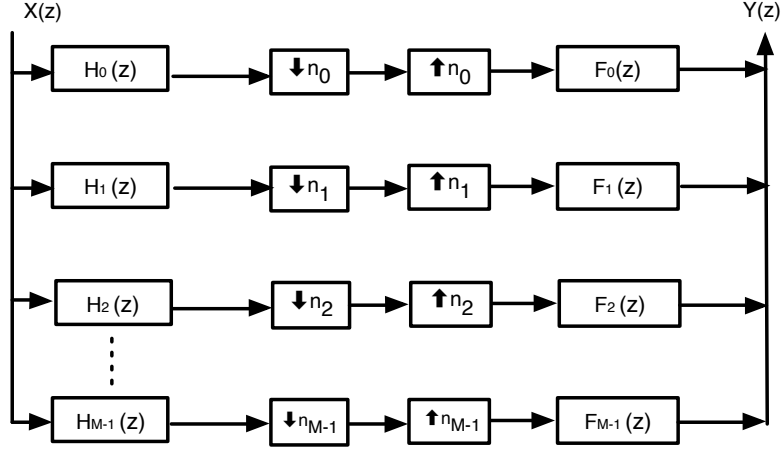 X(z) Y(z)
H0 (z) ↓n0 ↑n0 F0(z)
H1 (z) ↓n1 ↑n1 F1(z)
H2 (z) ↓n2 ↑n2 F2 (z)
HM-1 (z) ↓nM-1 ↑nM-1 FM-1 (z)